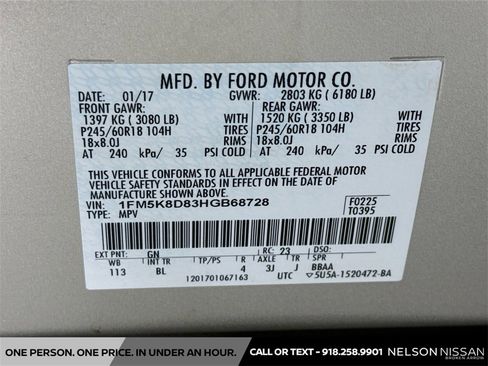 MFD. BY FORD MOTOR CO.
DATE: 01/17 GVWR: 2803 KG ( 6180 LB)
FRONT GAWR: REAR GAWR:
1397 KG ( 3080 LB) WITH 1520 KG ( 3350 LB) WITH
P245/60R18 104H TIRES P245/60R18 104H TIRES
18x8.0J RIMS 18x8.0J RIMS
AT 240 kPa/ 35 PSI COLD AT 240 kPa/ 35 PSI COLD
THIS VEHICLE CONFORMS TO ALL APPLICABLE FEDERAL MOTOR
VEHICLE SAFETY AND THEFT PREVENTION STANDARDS IN EFFECT ON THE DATE OF
MANUFACTURE SHOWN ABOVE.
VIN: 1FM5K8D83HGB68728 F0225
TYPE: MPV T0395
EXT PNT: GN RC: 23 DSO:
WB INT TR TP/PS R AXLE TR SPR
113 BL 4 3J J BBAA
1201701067163 UTC ▽5U5A-1520472-BA
ONE PERSON. ONE PRICE. IN UNDER AN HOUR. CALL OR TEXT - 918.258.9901 NELSON NISSAN
BROKEN ARROW